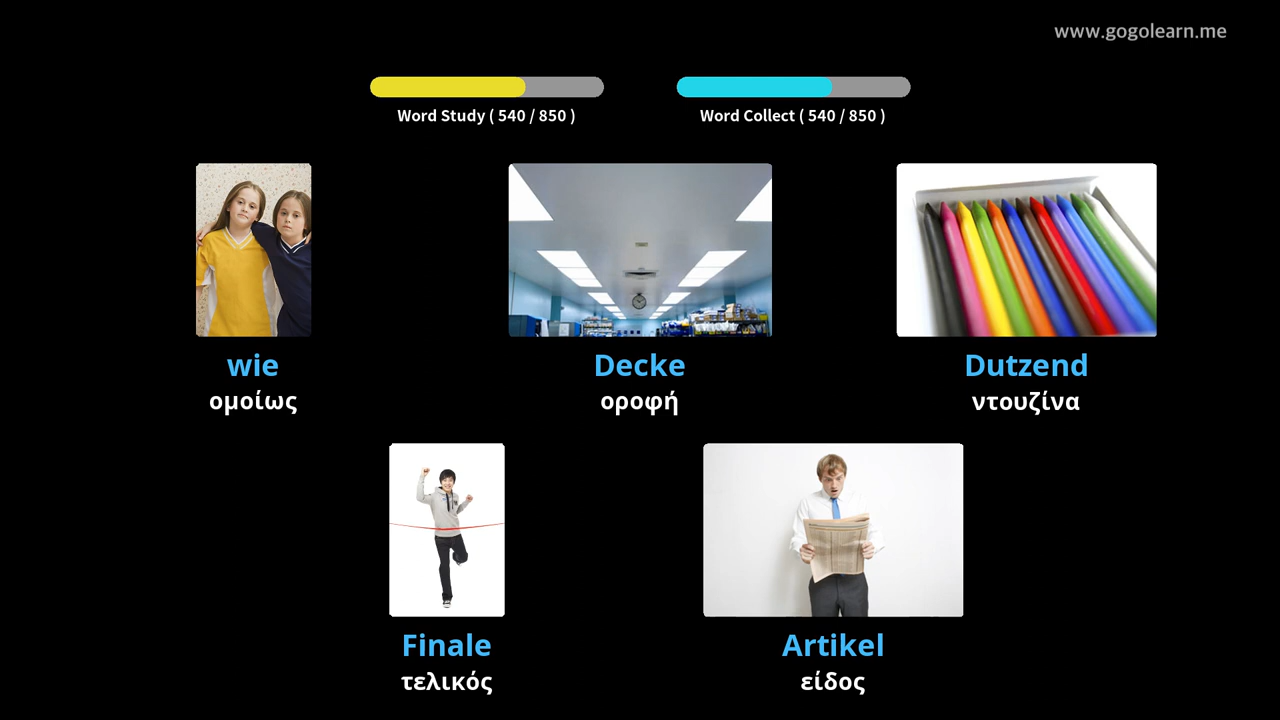 www.gogolearn.me
Word Study ( 540 / 850 )
Word Collect ( 540 / 850 )
wie
ομοίως
Decke
οροφή
Dutzend
ντουζίνα
Finale
τελικός
Artikel
είδος